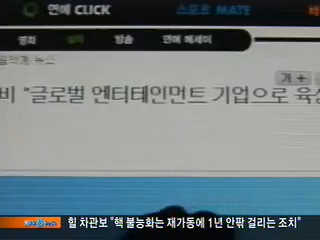 연예 CLICK 스포츠 MATE
영화 방송 연예 에세이
뉴스
비 "글로벌 엔터테인먼트 기업으로 육성
가 +
힐 차관보 "핵 불능화는 재가동에 1년 안팎 걸리는 조치"